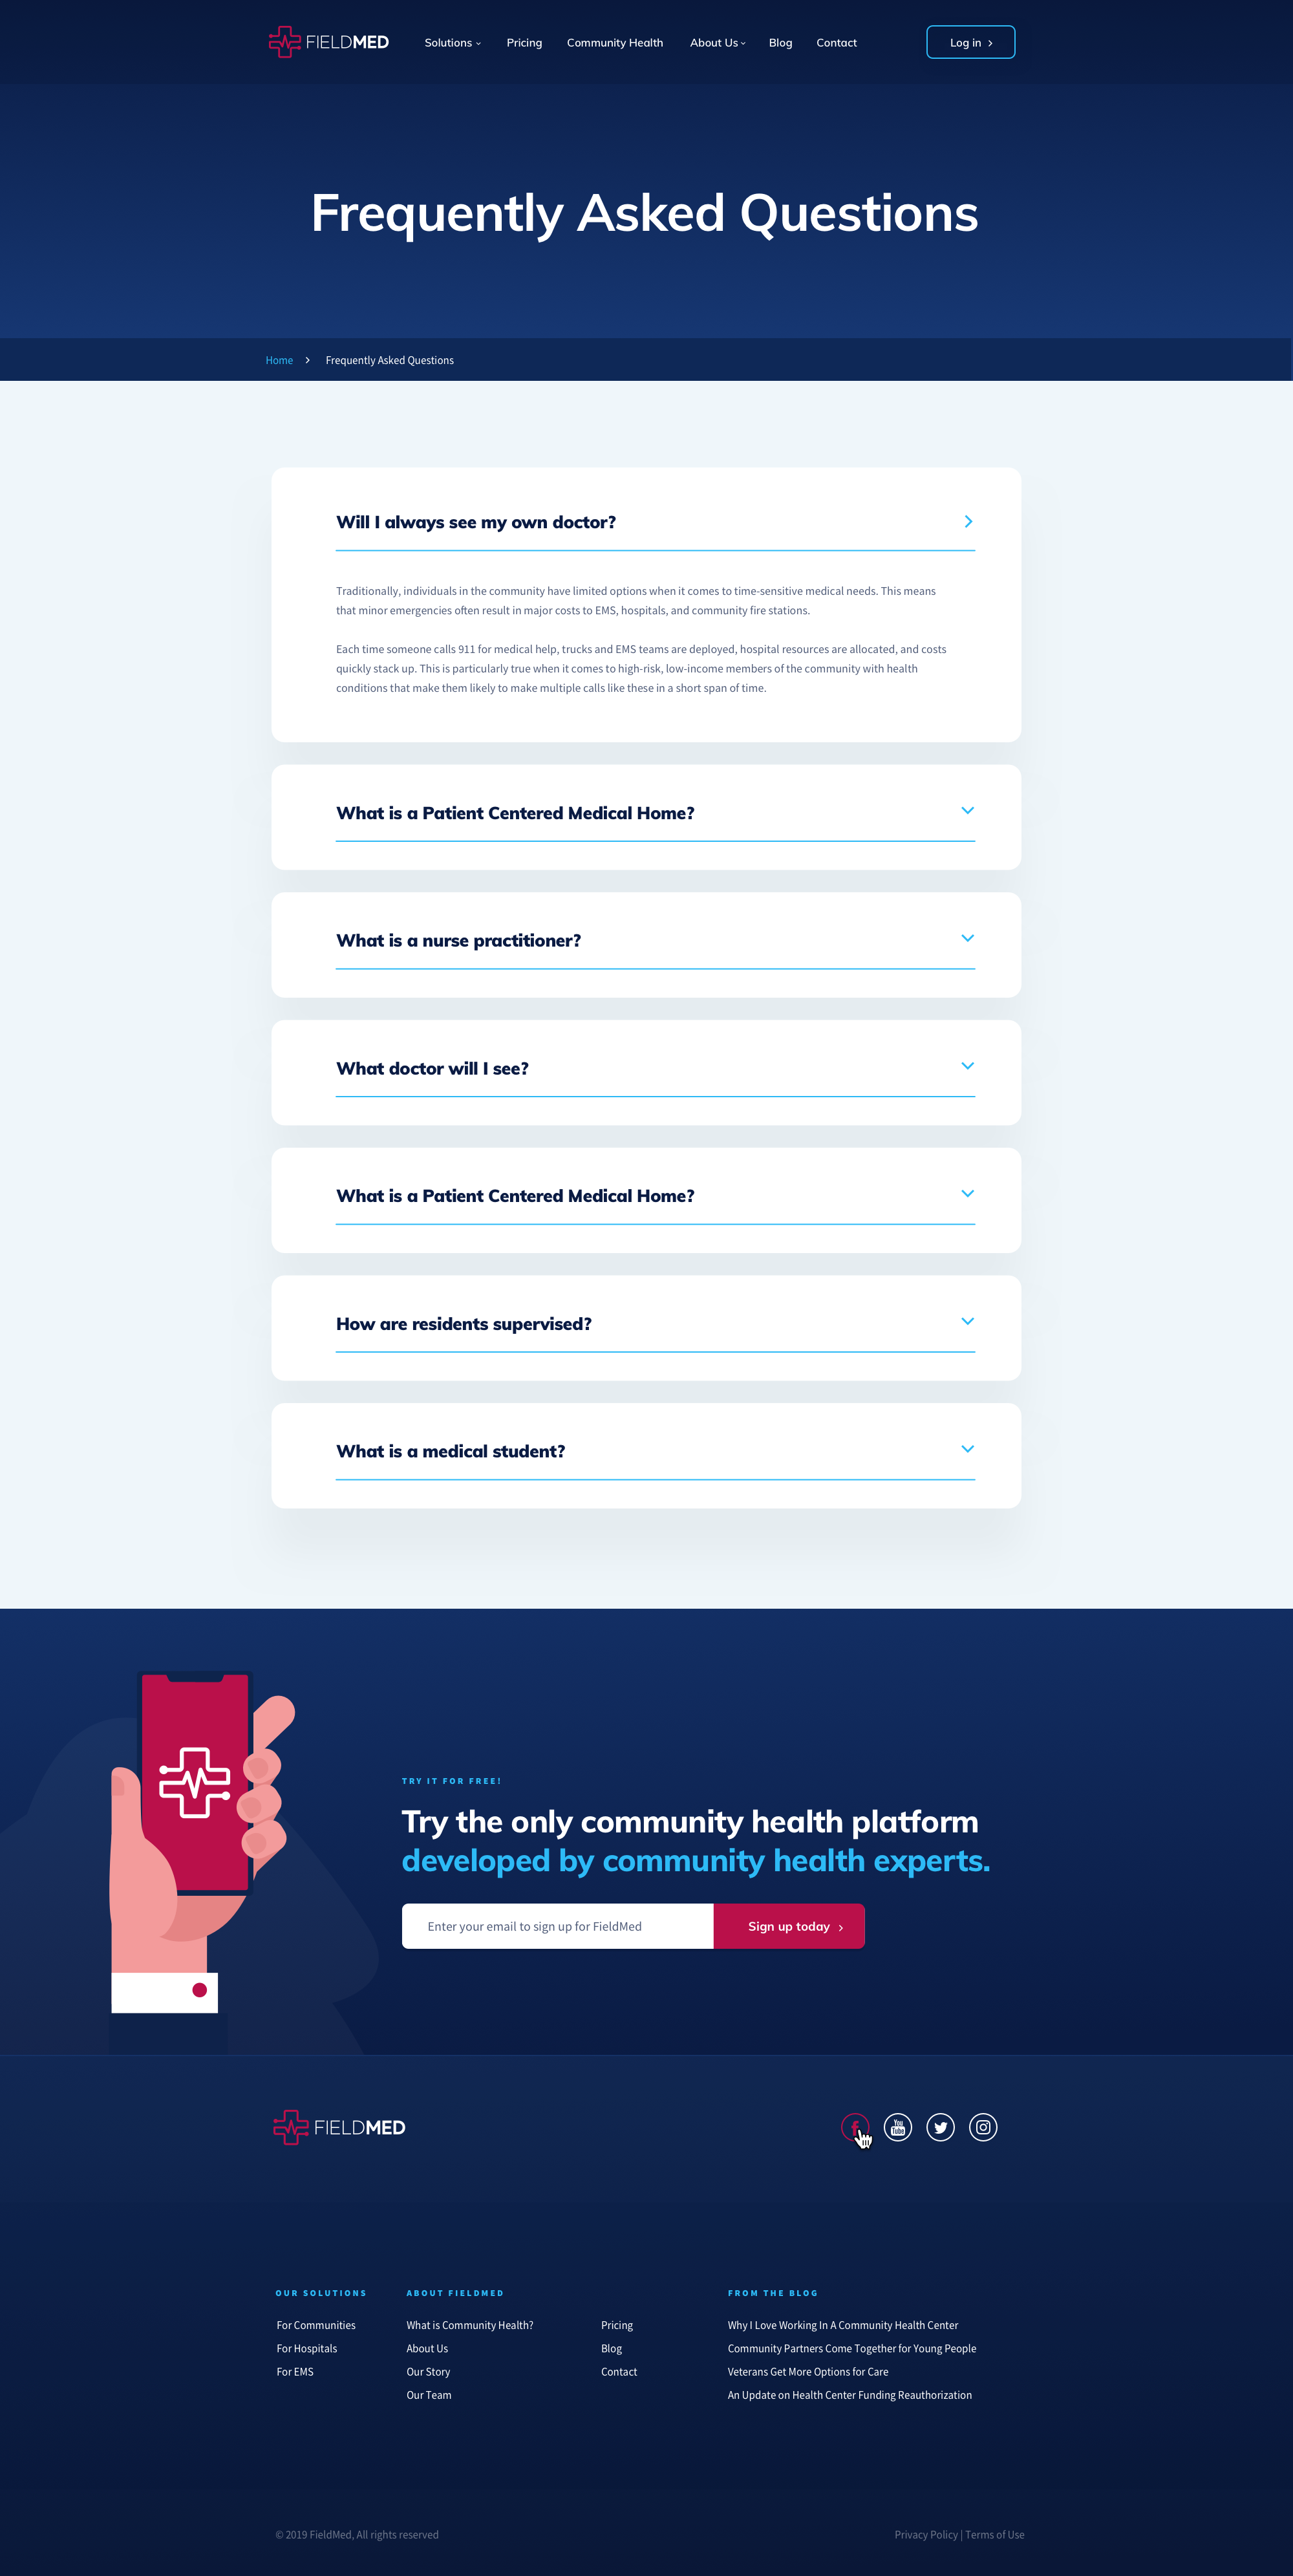 FIELDMED
Solutions
Pricing
Community Health
About Us
Blog
Contact
Log in
Frequently Asked Questions
Home
Frequently Asked Questions
Will I always see my own doctor?
Traditionally, individuals in the community have limited options when it comes to time-sensitive medical needs. This means
that minor emergencies often result in major costs to EMS, hospitals, and community fire stations.
Each time someone calls 911 for medical help, trucks and EMS teams are deployed, hospital resources are allocated, and costs
quickly stack up. This is particularly true when it comes to high-risk, low-income members of the community with health
conditions that make them likely to make multiple calls like these in a short span of time.
What is a Patient Centered Medical Home?
What is a nurse practitioner?
What doctor will I see?
What is a Patient Centered Medical Home?
How are residents supervised?
What is a medical student?
TRY IT FOR FREE!
Try the only community health platform
developed by community health experts.
Enter your email to sign up for FieldMed
Sign up today
FIELDMED
You
Tube
OUR SOLUTIONS
For Communities
For Hospitals
For EMS
ABOUT FIELDMED
What is Community Health?
About Us
Our Story
Our Team
Pricing
Blog
Contact
FROM THE BLOG
Why I Love Working In A Community Health Center
Community Partners Come Together for Young People
Veterans Get More Options for Care
An Update on Health Center Funding Reauthorization
© 2019 FieldMed, All rights reserved
Privacy Policy | Terms of Use